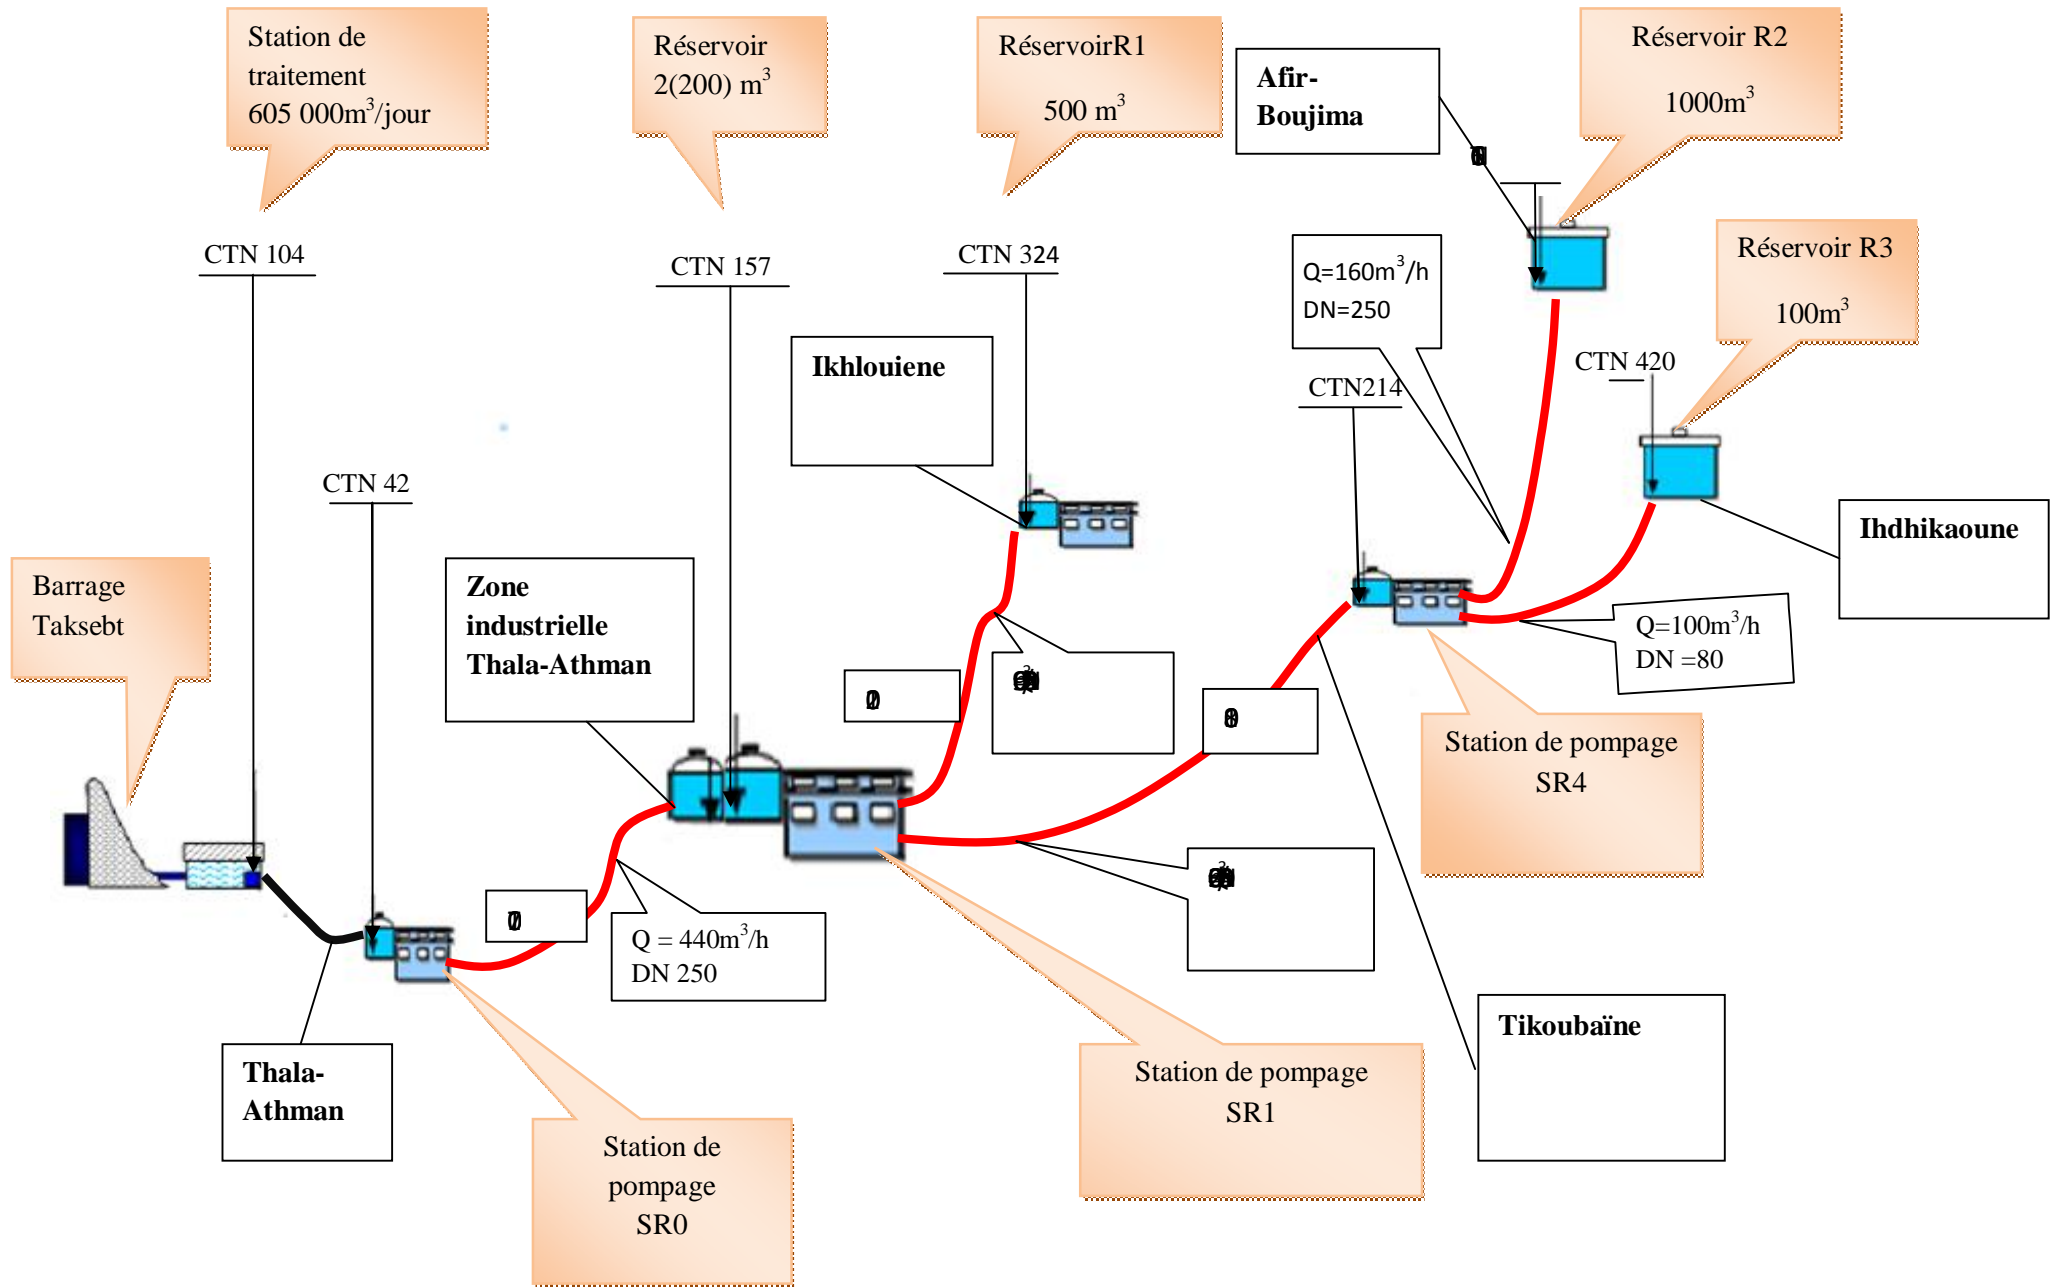 Station de
traitement
605 000m³/jour
Réservoir
2(200) m³
RéservoirR1
500 m³
Afir-
Boujima
Réservoir R2
1000m³
CTN 104
CTN 157
CTN 324
Q=160m³/h
DN=250
Réservoir R3
100m³
Ikhlouiene
CTN 420
CTN214
CTN 42
Ihdhikaoune
Barrage
Taksebt
Zone
industrielle
Thala-Athman
Q=100m³/h
DN =80
Station de pompage
SR4
Q = 440m³/h
DN 250
Tikoubaïne
Thala-
Athman
Station de pompage
SR1
Station de
pompage
SR0